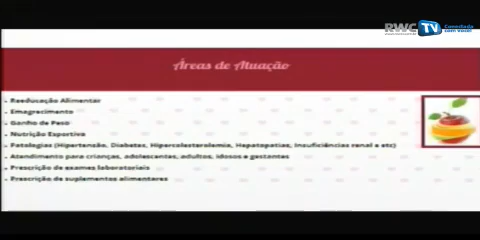 RWC TV Conectada com você!
Áreas de Atuação
Reeducação Alimentar
Emagrecimento
Ganho de Peso
Nutrição Esportiva
Patologias (Hipertensão, Diabetes, Hipercolesterolemia, Hepatopatias, Insuficiências renal e etc)
Atendimento para crianças, adolescentes, adultos, idosos e gestantes
Prescrição de exames laboratoriais
Prescrição de suplementos alimentares